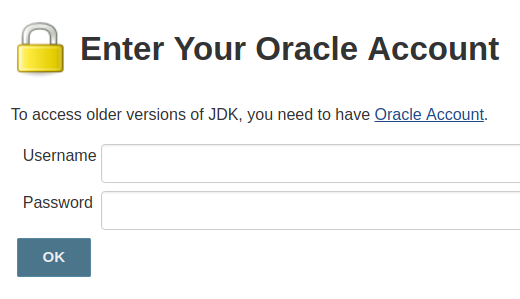 Enter Your Oracle Account
To access older versions of JDK, you need to have Oracle Account.
Username
Password
OK